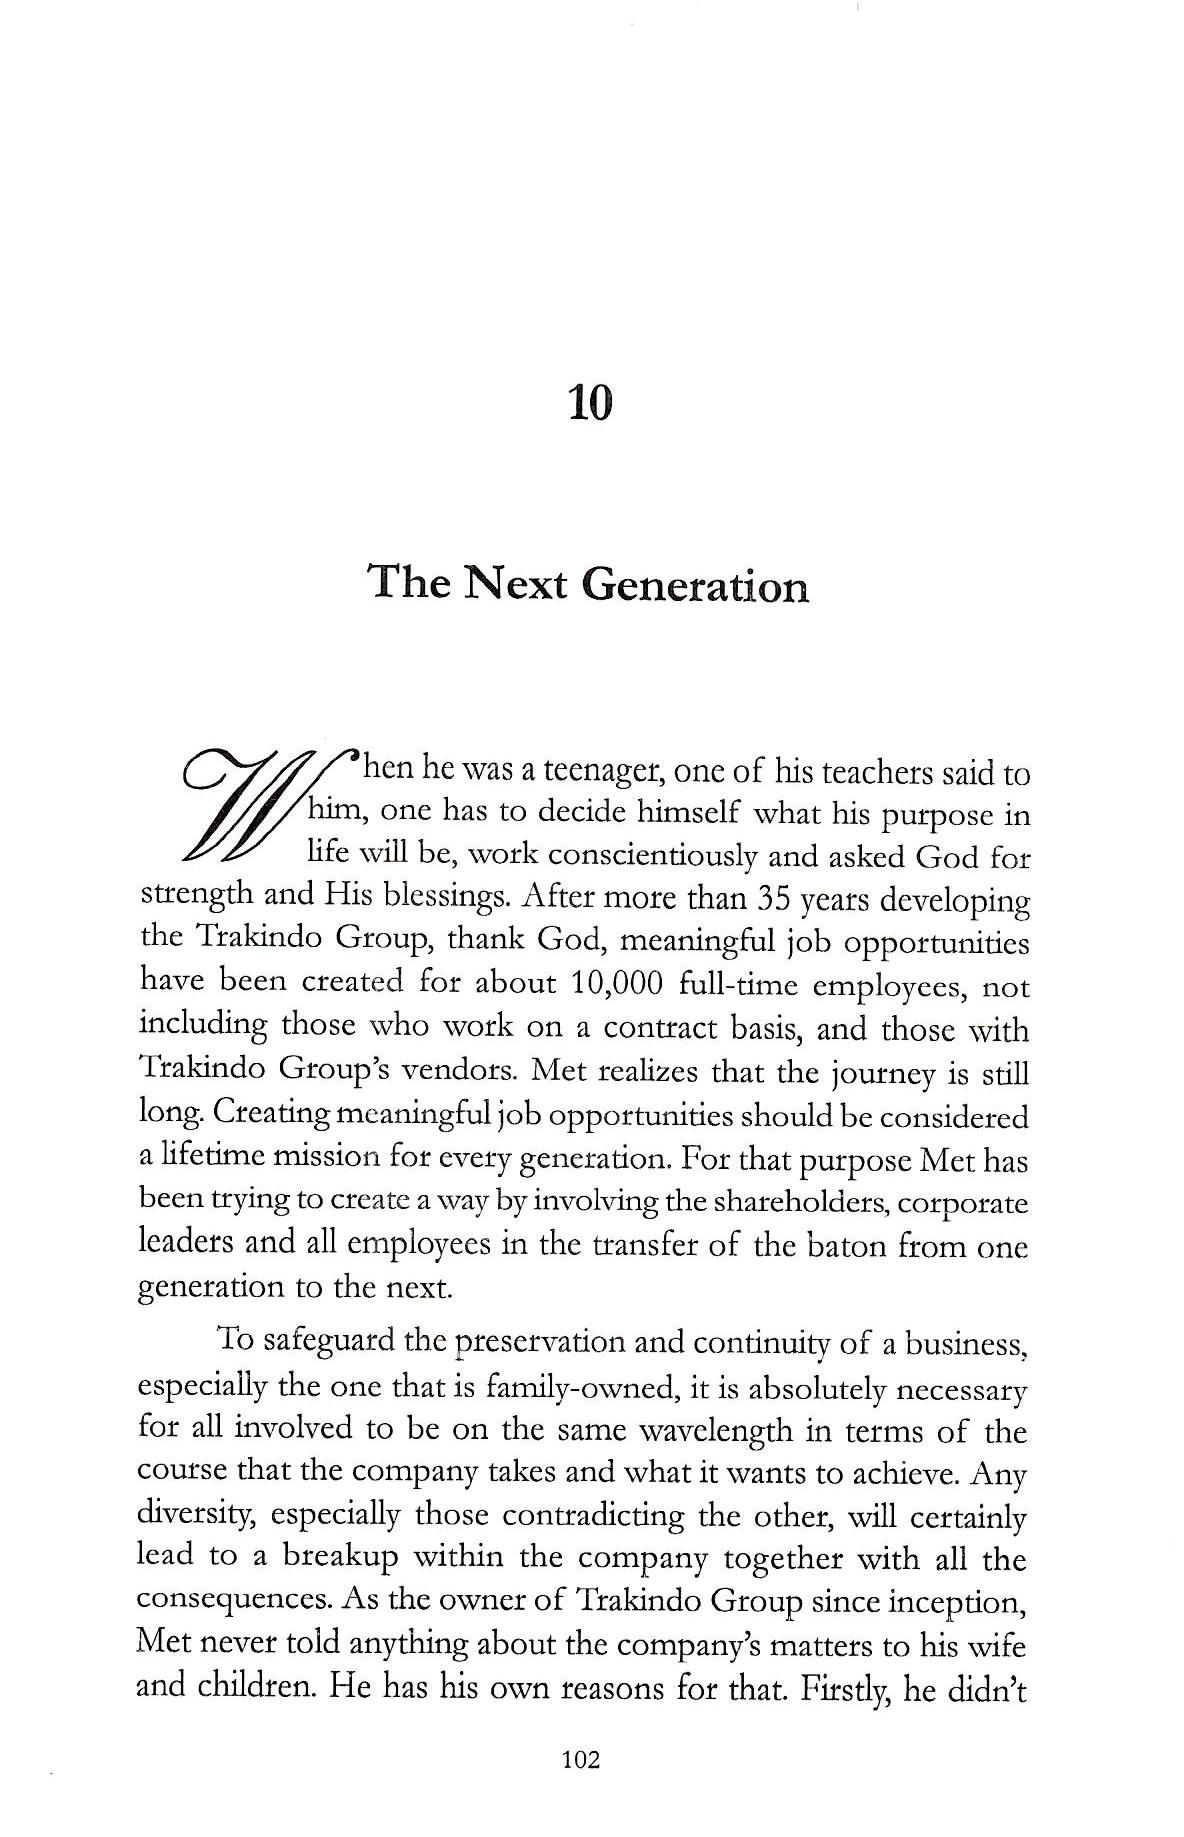 10
The Next Generation
When he was a teenager, one of his teachers said to
him, one has to decide himself what his purpose in
life will be, work conscientiously and asked God for
strength and His blessings. After more than 35 years developing
the Trakindo Group, thank God, meaningful job opportunities
have been created for about 10,000 full-time employees, not
including those who work on a contract basis, and those with
Trakindo Group's vendors. Met realizes that the journey is still
long. Creating meaningful job opportunities should be considered
a lifetime mission for every generation. For that purpose Met has
been trying to create a way by involving the shareholders, corporate
leaders and all employees in the transfer of the baton from one
generation to the next.
To safeguard the preservation and continuity of a business,
especially the one that is family-owned, it is absolutely necessary
for all involved to be on the same wavelength in terms of the
course that the company takes and what it wants to achieve. Any
diversity, especially those contradicting the other, will certainly
lead to a breakup within the company together with all the
consequences. As the owner of Trakindo Group since inception,
Met never told anything about the company's matters to his wife
and children. He has his own reasons for that. Firstly, he didn't
102